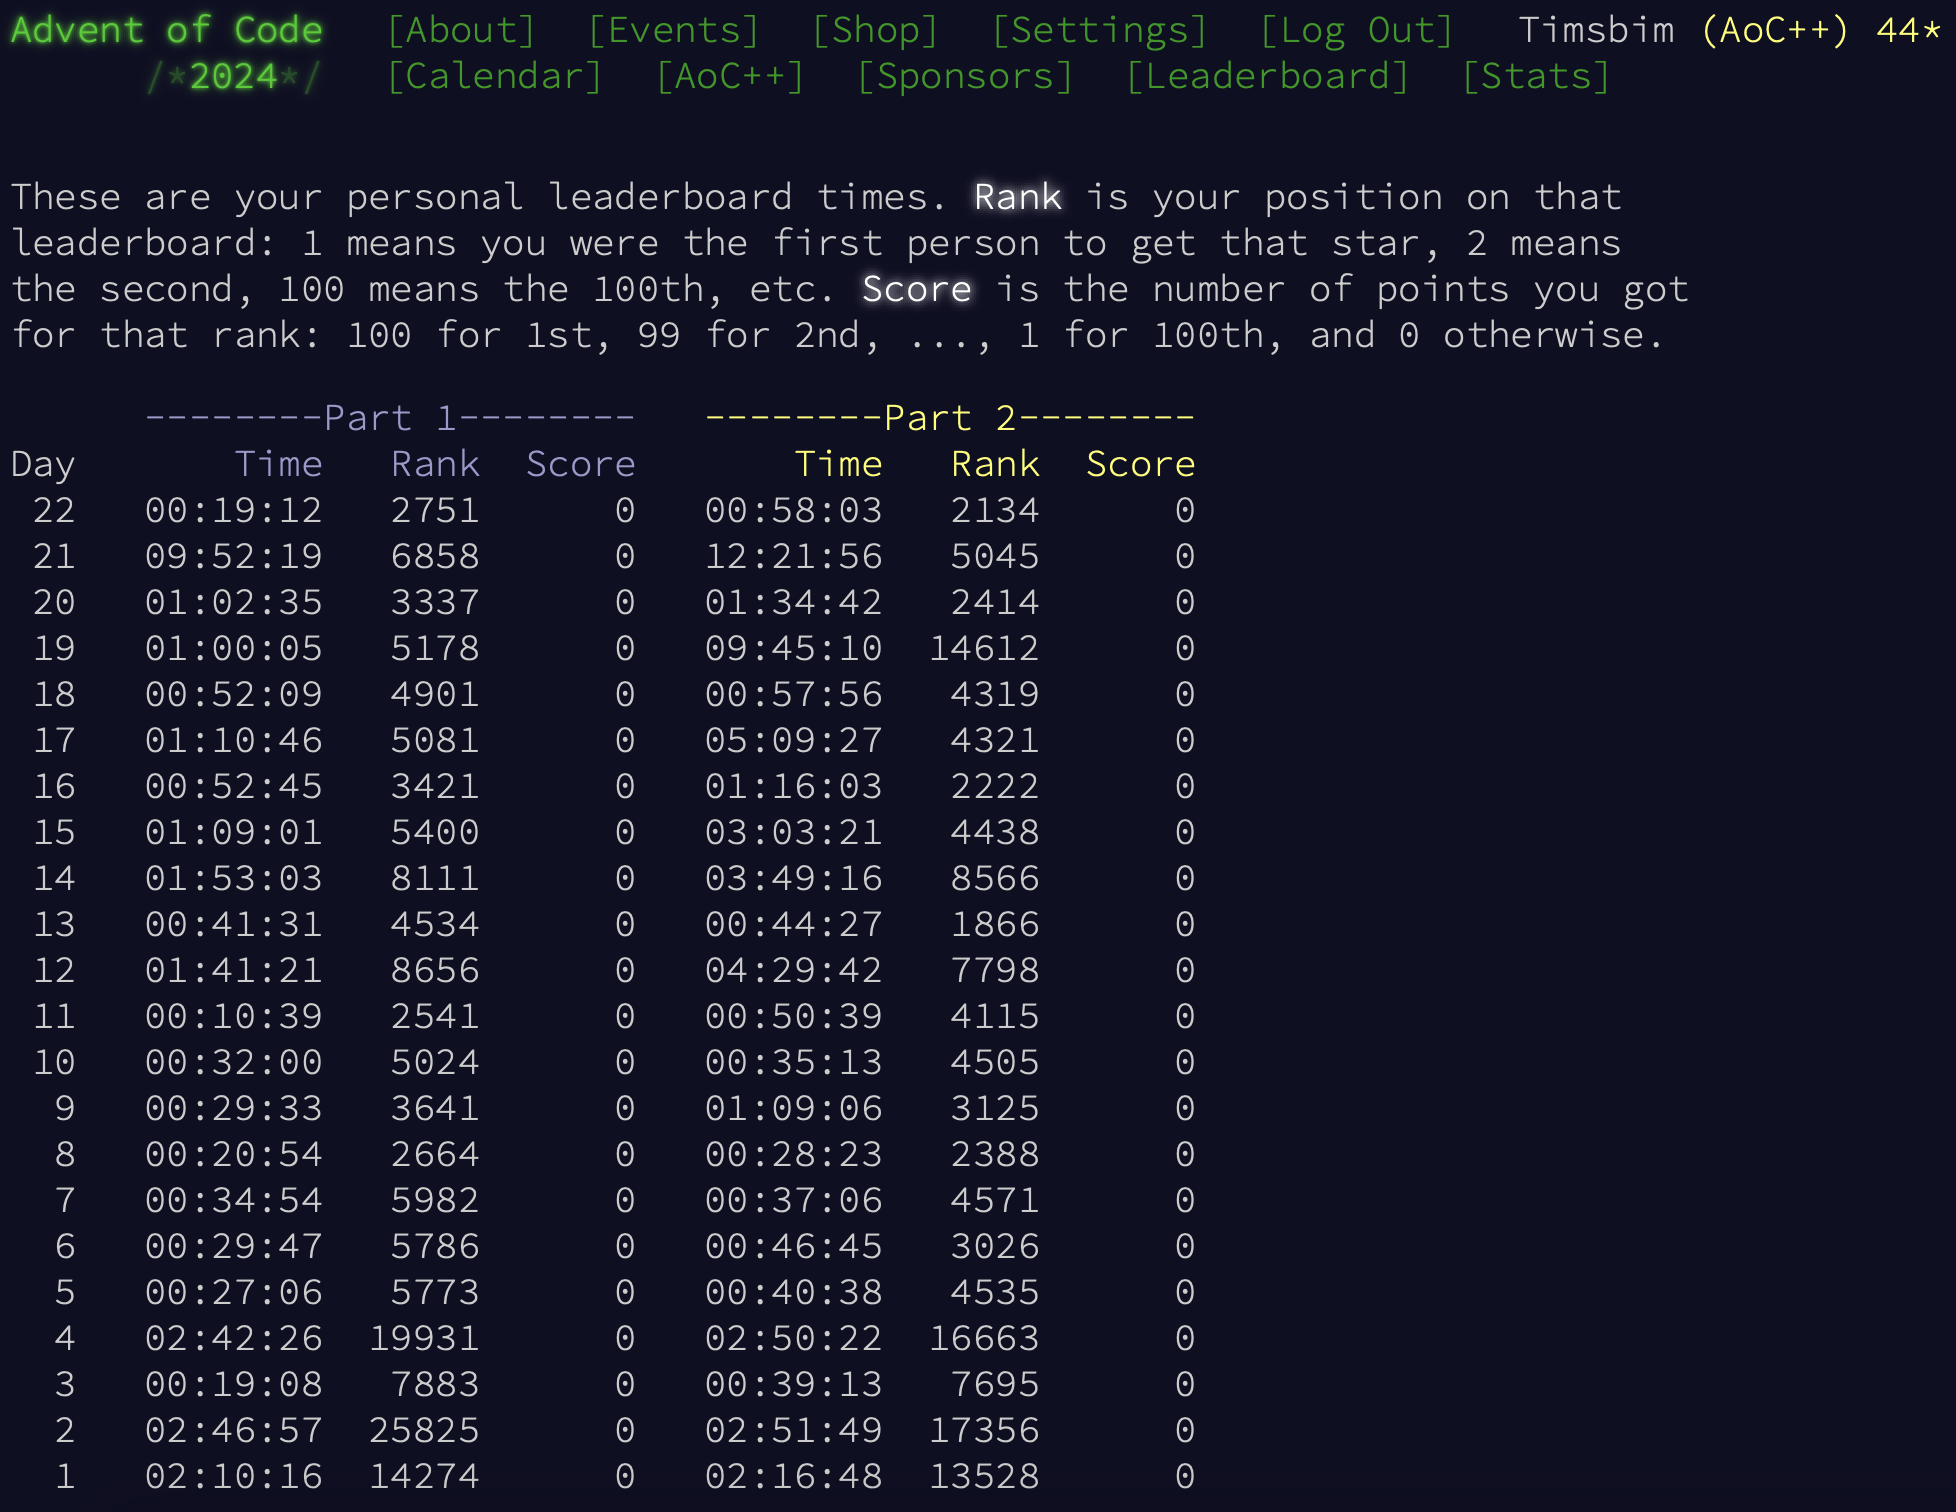 Advent of Code [About] [Events] [Shop] [Settings] [Log Out] Timsbim (AoC++) 44*
/*2024*/ [Calendar] [AoC++] [Sponsors] [Leaderboard] [Stats]
These are your personal leaderboard times. Rank is your position on that
leaderboard: 1 means you were the first person to get that star, 2 means
the second, 100 means the 100th, etc. Score is the number of points you got
for that rank: 100 for 1st, 99 for 2nd, ..., 1 for 100th, and 0 otherwise.
--------Part 1-------- --------Part 2--------
Day Time Rank Score Time Rank Score
22 00:19:12 2751 0 00:58:03 2134 0
21 09:52:19 6858 0 12:21:56 5045 0
20 01:02:35 3337 0 01:34:42 2414 0
19 01:00:05 5178 0 09:45:10 14612 0
18 00:52:09 4901 0 00:57:56 4319 0
17 01:10:46 5081 0 05:09:27 4321 0
16 00:52:45 3421 0 01:16:03 2222 0
15 01:09:01 5400 0 03:03:21 4438 0
14 01:53:03 8111 0 03:49:16 8566 0
13 00:41:31 4534 0 00:44:27 1866 0
12 01:41:21 8656 0 04:29:42 7798 0
11 00:10:39 2541 0 00:50:39 4115 0
10 00:32:00 5024 0 00:35:13 4505 0
9 00:29:33 3641 0 01:09:06 3125 0
8 00:20:54 2664 0 00:28:23 2388 0
7 00:34:54 5982 0 00:37:06 4571 0
6 00:29:47 5786 0 00:46:45 3026 0
5 00:27:06 5773 0 00:40:38 4535 0
4 02:42:26 19931 0 02:50:22 16663 0
3 00:19:08 7883 0 00:39:13 7695 0
2 02:46:57 25825 0 02:51:49 17356 0
1 02:10:16 14274 0 02:16:48 13528 0